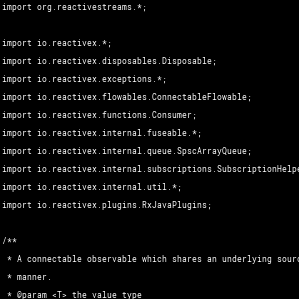 import org.reactivestreams.*;
import io.reactivex.*;
import io.reactivex.disposables.Disposable;
import io.reactivex.exceptions.*;
import io.reactivex.flowables.ConnectableFlowable;
import io.reactivex.functions.Consumer;
import io.reactivex.internal.fuseable.*;
import io.reactivex.internal.queue.SpscArrayQueue;
import io.reactivex.internal.subscriptions.SubscriptionHelpe
import io.reactivex.internal.util.*;
import io.reactivex.plugins.RxJavaPlugins;
/**
* A connectable observable which shares an underlying sourc
* manner.
* @param <T> the value type